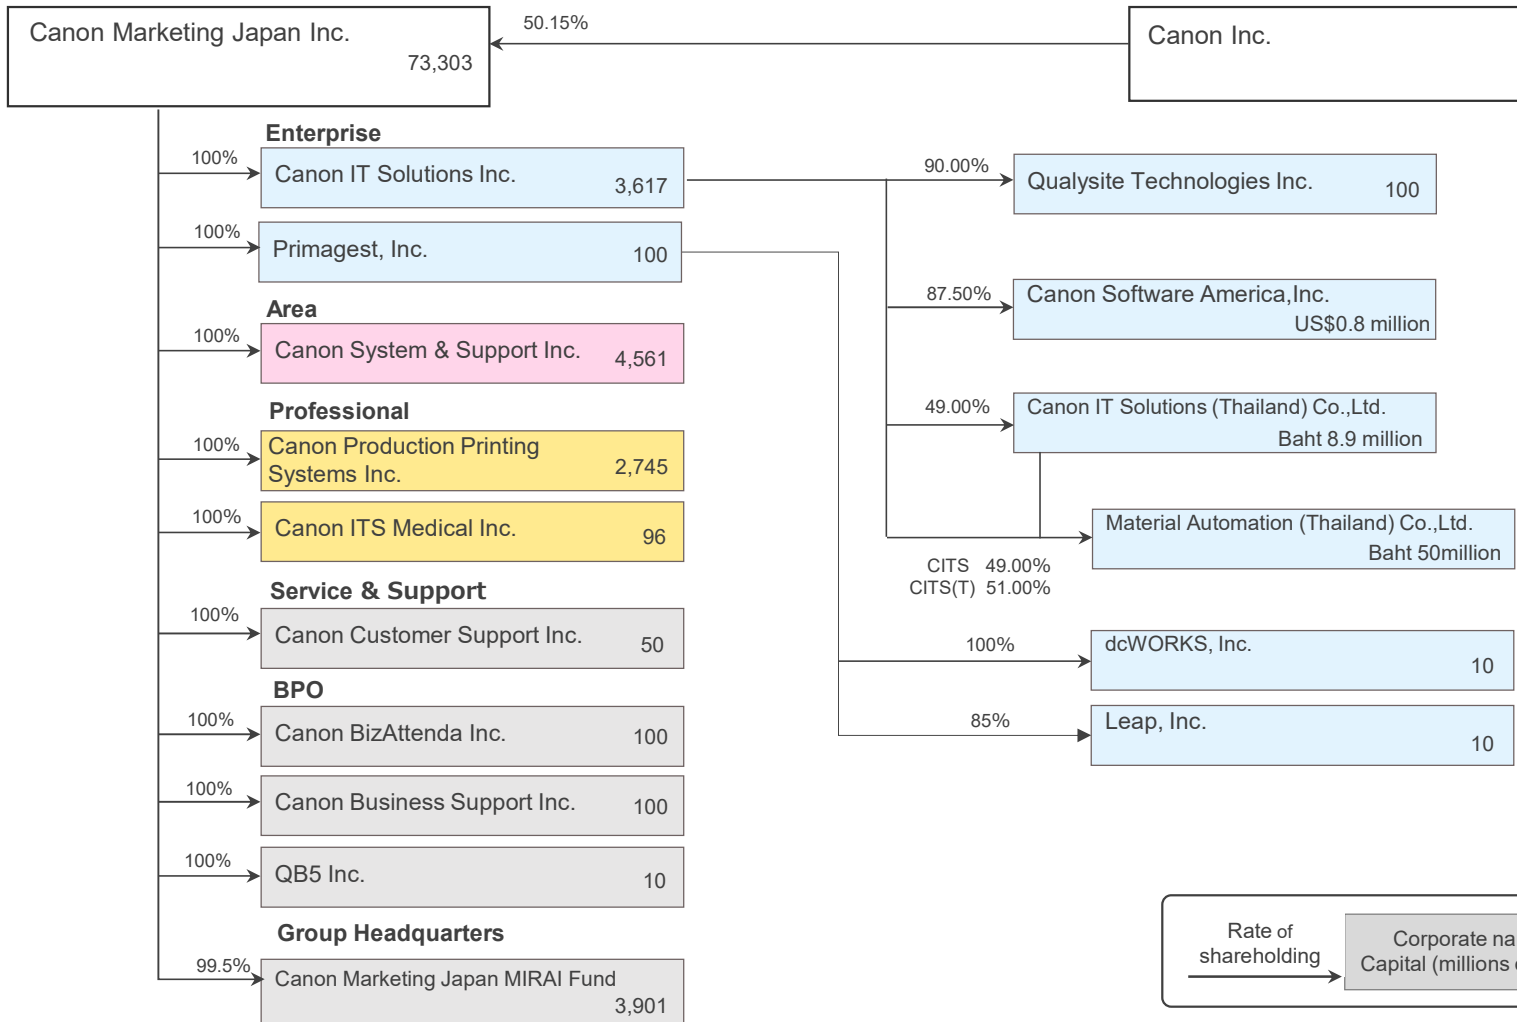 Canon Marketing Japan Inc.
73,303
50.15%
Canon Inc.
Enterprise
100%
Canon IT Solutions Inc.
3,617
100%
Primagest, Inc.
100
Area
100%
Canon System & Support Inc.
4,561
Professional
100%
Canon Production Printing
Systems Inc.
2,745
100%
Canon ITS Medical Inc.
96
Service & Support
100%
Canon Customer Support Inc.
50
BPO
100%
Canon BizAttenda Inc.
100
100%
Canon Business Support Inc.
100
100%
QB5 Inc.
10
Group Headquarters
99.5%
Canon Marketing Japan MIRAI Fund
3,901
90.00%
Qualysite Technologies Inc.
100
87.50%
Canon Software America,Inc.
US$0.8 million
49.00%
Canon IT Solutions (Thailand) Co.,Ltd.
Baht 8.9 million
Material Automation (Thailand) Co.,Ltd.
Baht 50million
CITS 49.00%
CITS(T) 51.00%
100%
dcWORKS, Inc.
10
85%
Leap, Inc.
10
Rate of
shareholding
Corporate na
Capital (millions